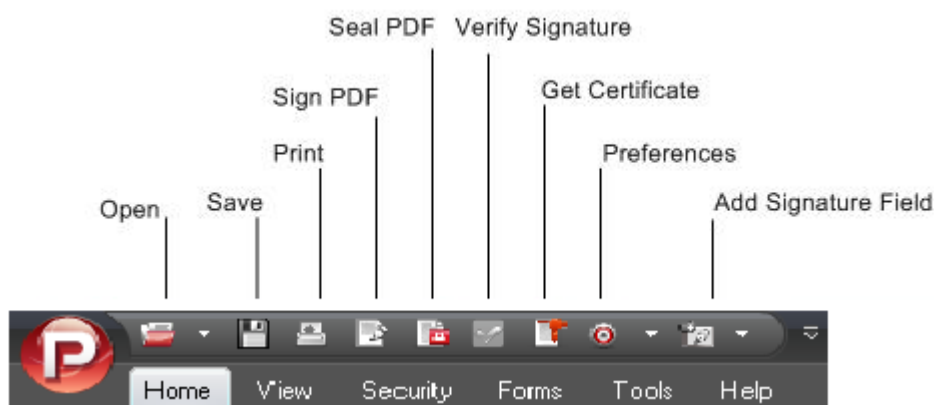 Seal PDF Verify Signature
Sign PDF Get Certificate
Print Preferences
Open Save Add Signature Field
P
Home View Security Forms Tools Help